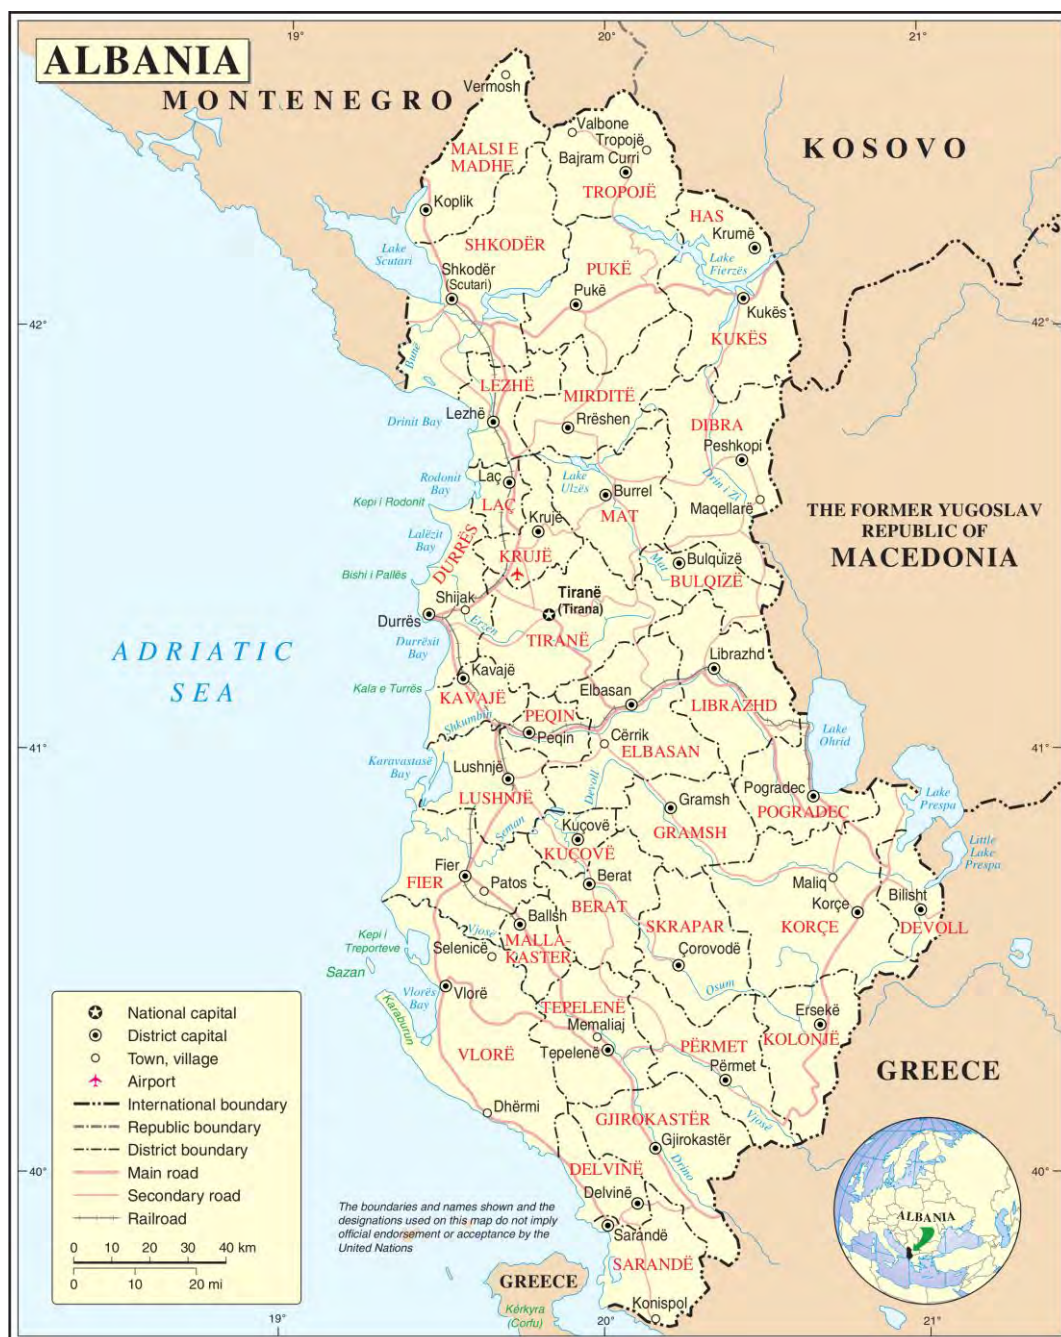 19°
20°
21°
ALBANIA
MONTENEGRO
KOSOVO
Vermosh
Valbone
Tropojë
Bajram Curri
MALSI E
MADHE
TROPOJË
HAS
Koplik
Krumë
SHKODËR
Lake
Scutari
PUKË
Lake
Fierzës
Shkodër
(Scutari)
Pukë
Kukës
42°
42°
KUKËS
Bunë
LEZHË
MIRDITË
Drinit Bay
Lezhë
Rrëshen
DIBRA
Peshkopi
Rodonit
Bay
Laç
Lake
Ulzës
Burrel
Drin i Zi
Kepi i Rodonit
LAÇ
MAT
Maqellarë
THE FORMER YUGOSLAV
REPUBLIC OF
MACEDONIA
Lalëzit
Bay
Krujë
DURRËS
KRUJË
Mat
Bulqizë
BULQIZË
Bishi i Pallës
Shijak
Tiranë
(Tirana)
Durrës
Erzen
TIRANË
Durrësit
Bay
ADRIATIC
SEA
Librazhd
Kavajë
Kala e Turrës
KAVAJË
Elbasan
LIBRAZHD
Shkumbin
PEQIN
Peqin
Cërrik
ELBASAN
Lake
Ohrid
41°
41°
Karavastasë
Bay
Lushnjë
LUSHNJË
Devoll
Gramsh
GRAMSH
Pogradec
POGRADEC
Lake
Prespa
Seman
Kuçovë
KUÇOVË
Little
Lake
Prespa
Fier
FIER
Patos
Berat
BERAT
Maliq
Bilisht
Korçe
KORÇE
DEVOLL
Ballsh
Vjosë
MALLA-
KASTER
SKRAPAR
Kepi i
Treporteve
Selenicë
Çorovodë
Sazan
Vlorës
Bay
Vlorë
Osum
Karaburun
TEPELENË
Ersekë
KOLONJË
Memaliaj
VLORË
Tepelenë
PËRMET
Përmet
GREECE
Dhërmi
GJIROKASTËR
Vjosë
Gjirokastër
40°
40°
DELVINË
Drino
Delvinë
Sarandë
SARANDË
Konispol
GREECE
Kérkyra
(Corfu)
National capital
District capital
Town, village
Airport
International boundary
Republic boundary
District boundary
Main road
Secondary road
Railroad
0 10 20 30 40 km
0 10 20 mi
The boundaries and names shown and the
designations used on this map do not imply
official endorsement or acceptance by the
United Nations
ALBANIA
19°
20°
21°